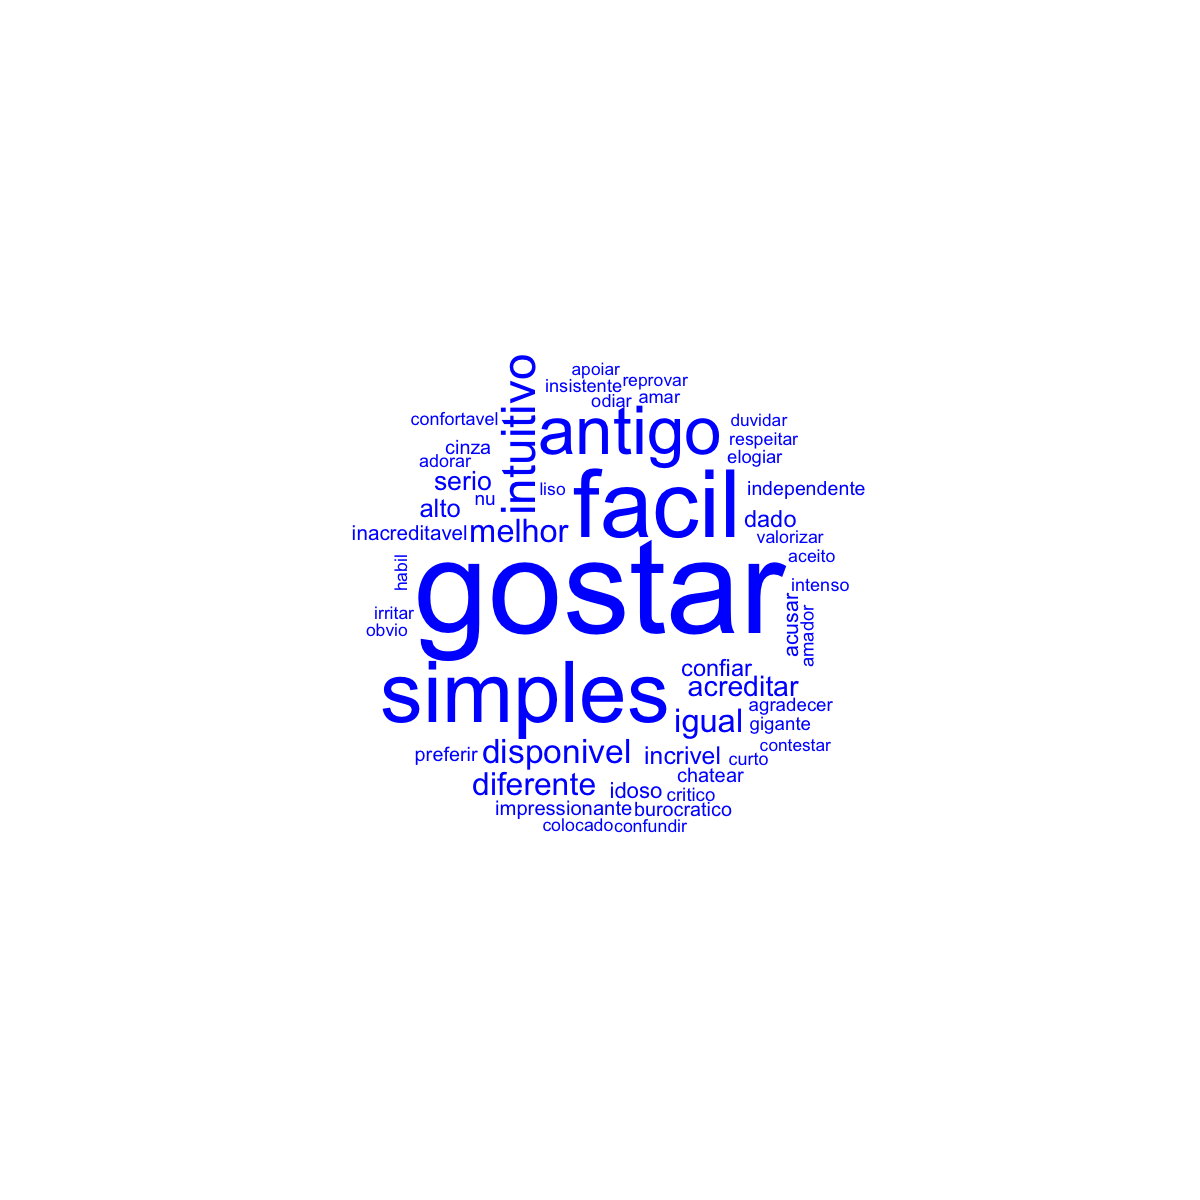 apoiar
insistente
reprovar
odiar
amar
intuitivo
antigo
confortavel
duvidar
cinza
respeitar
adorar
elogiar
serio
nu
liso
facil
independente
alto
dado
inacreditavel
melhor
valorizar
aceito
habil
gostar
intenso
irritar
obvio
acusar
amador
simples
confiar
acreditar
agradecer
igual
gigante
contestar
preferir
disponivel
incrivel
curto
chatear
diferente
idoso
critico
impressionante
burocratico
colocado
confundir